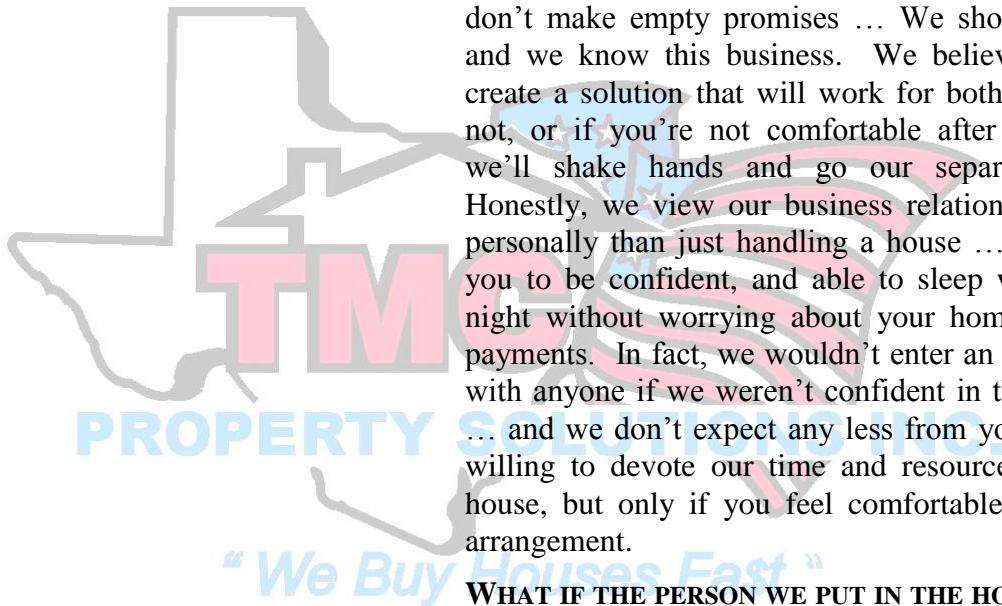 don't make empty promises … We sho
and we know this business. We believ
create a solution that will work for both
not, or if you're not comfortable after
we'll shake hands and go our separ
Honestly, we view our business relation
personally than just handling a house …
you to be confident, and able to sleep w
night without worrying about your hom
payments. In fact, we wouldn't enter an
with anyone if we weren't confident in t
… and we don't expect any less from yo
willing to devote our time and resource
house, but only if you feel comfortable
arrangement.
WHAT IF THE PERSON WE PUT IN THE HO
TMC
PROPERTY SOLUTIONS INC.
"We Buy Houses Fa$t"